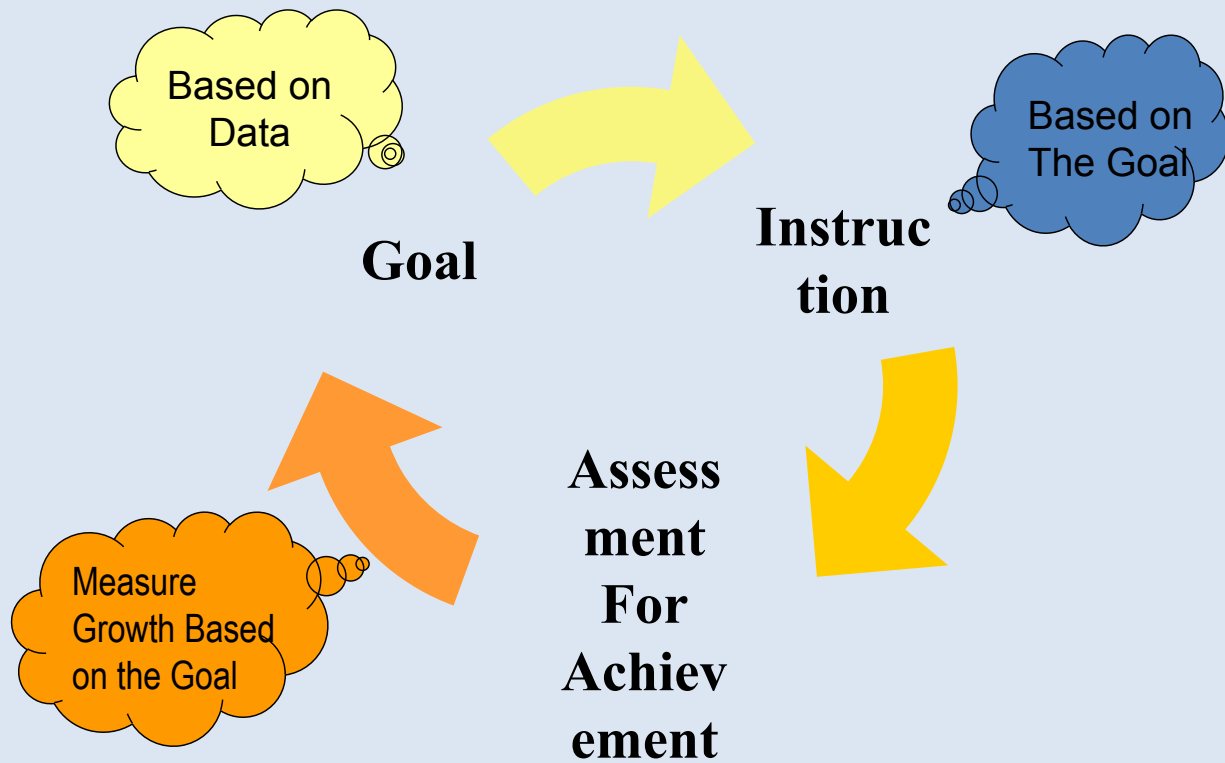 Based on
Data
Based on
The Goal
Goal
Instruc
tion
Assess
ment
For
Achiev
ement
Measure
Growth Based
on the Goal